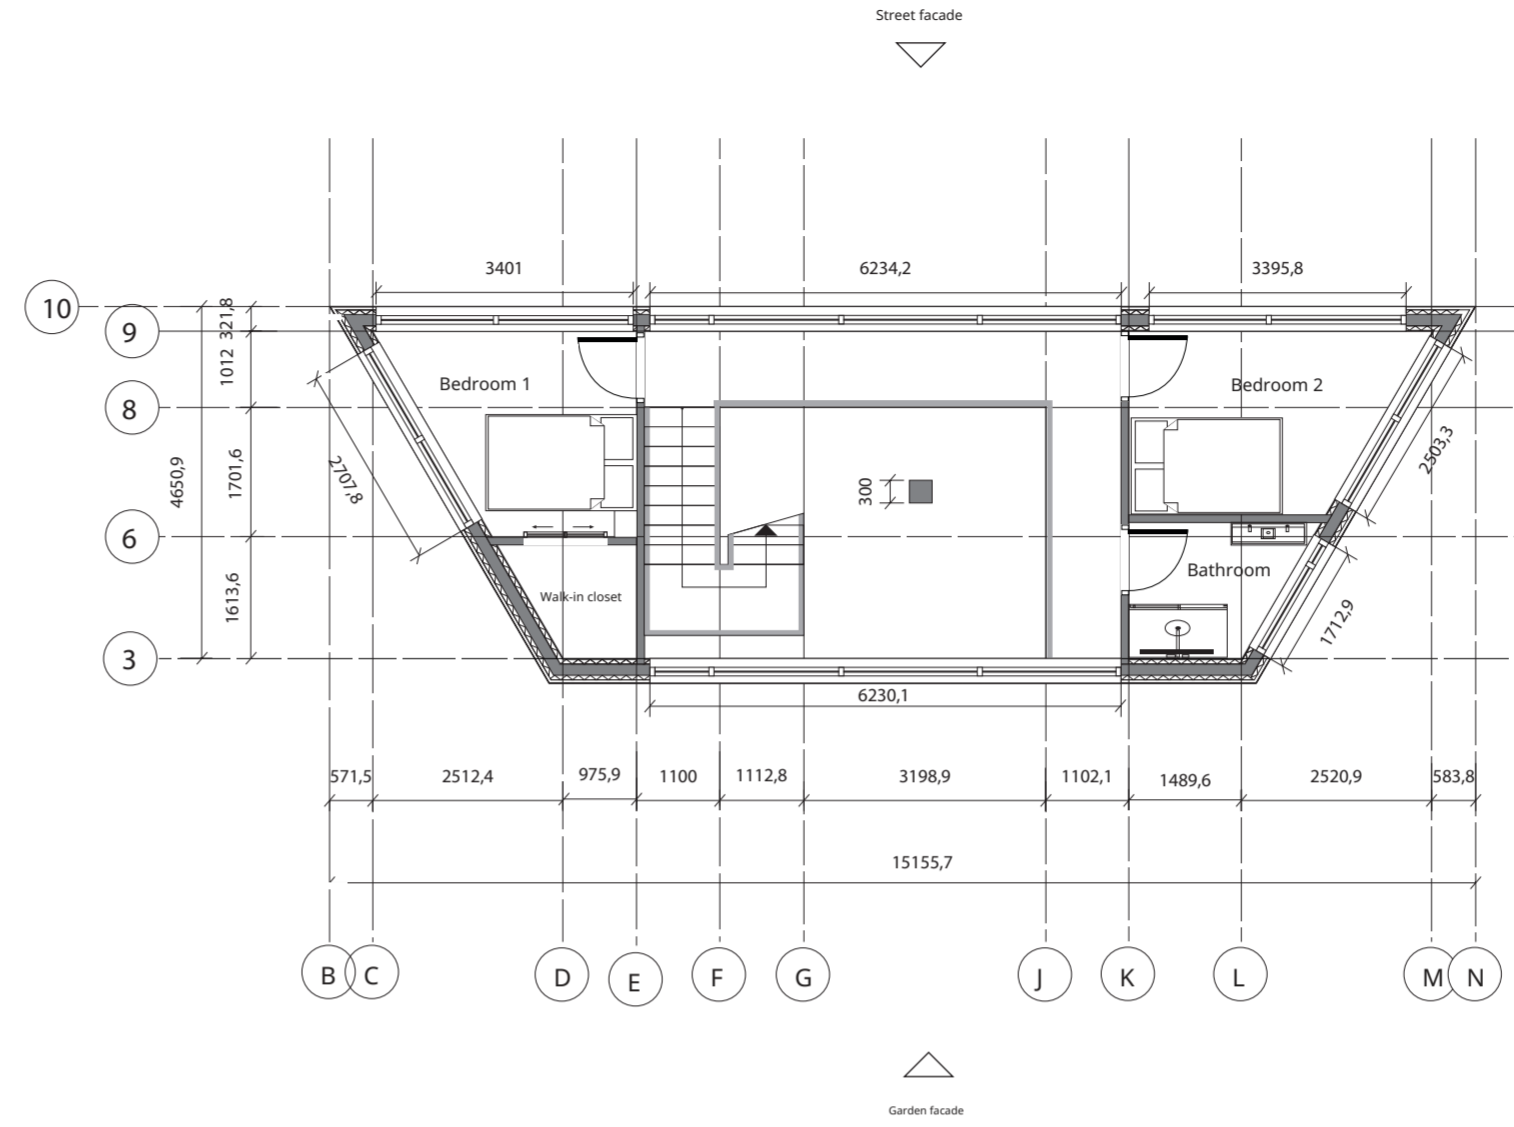 Street facade
3401
6234,2
3395,8
10
9
8
6
3
321,8
1012
1701,6
1613,6
4650,9
Bedroom 1
Bedroom 2
2707,8
2503,3
300
Walk-in closet
Bathroom
1712,9
6230,1
571,5
2512,4
975,9
1100
1112,8
3198,9
1102,1
1489,6
2520,9
583,8
15155,7
B
C
D
E
F
G
J
K
L
M
N
Garden facade